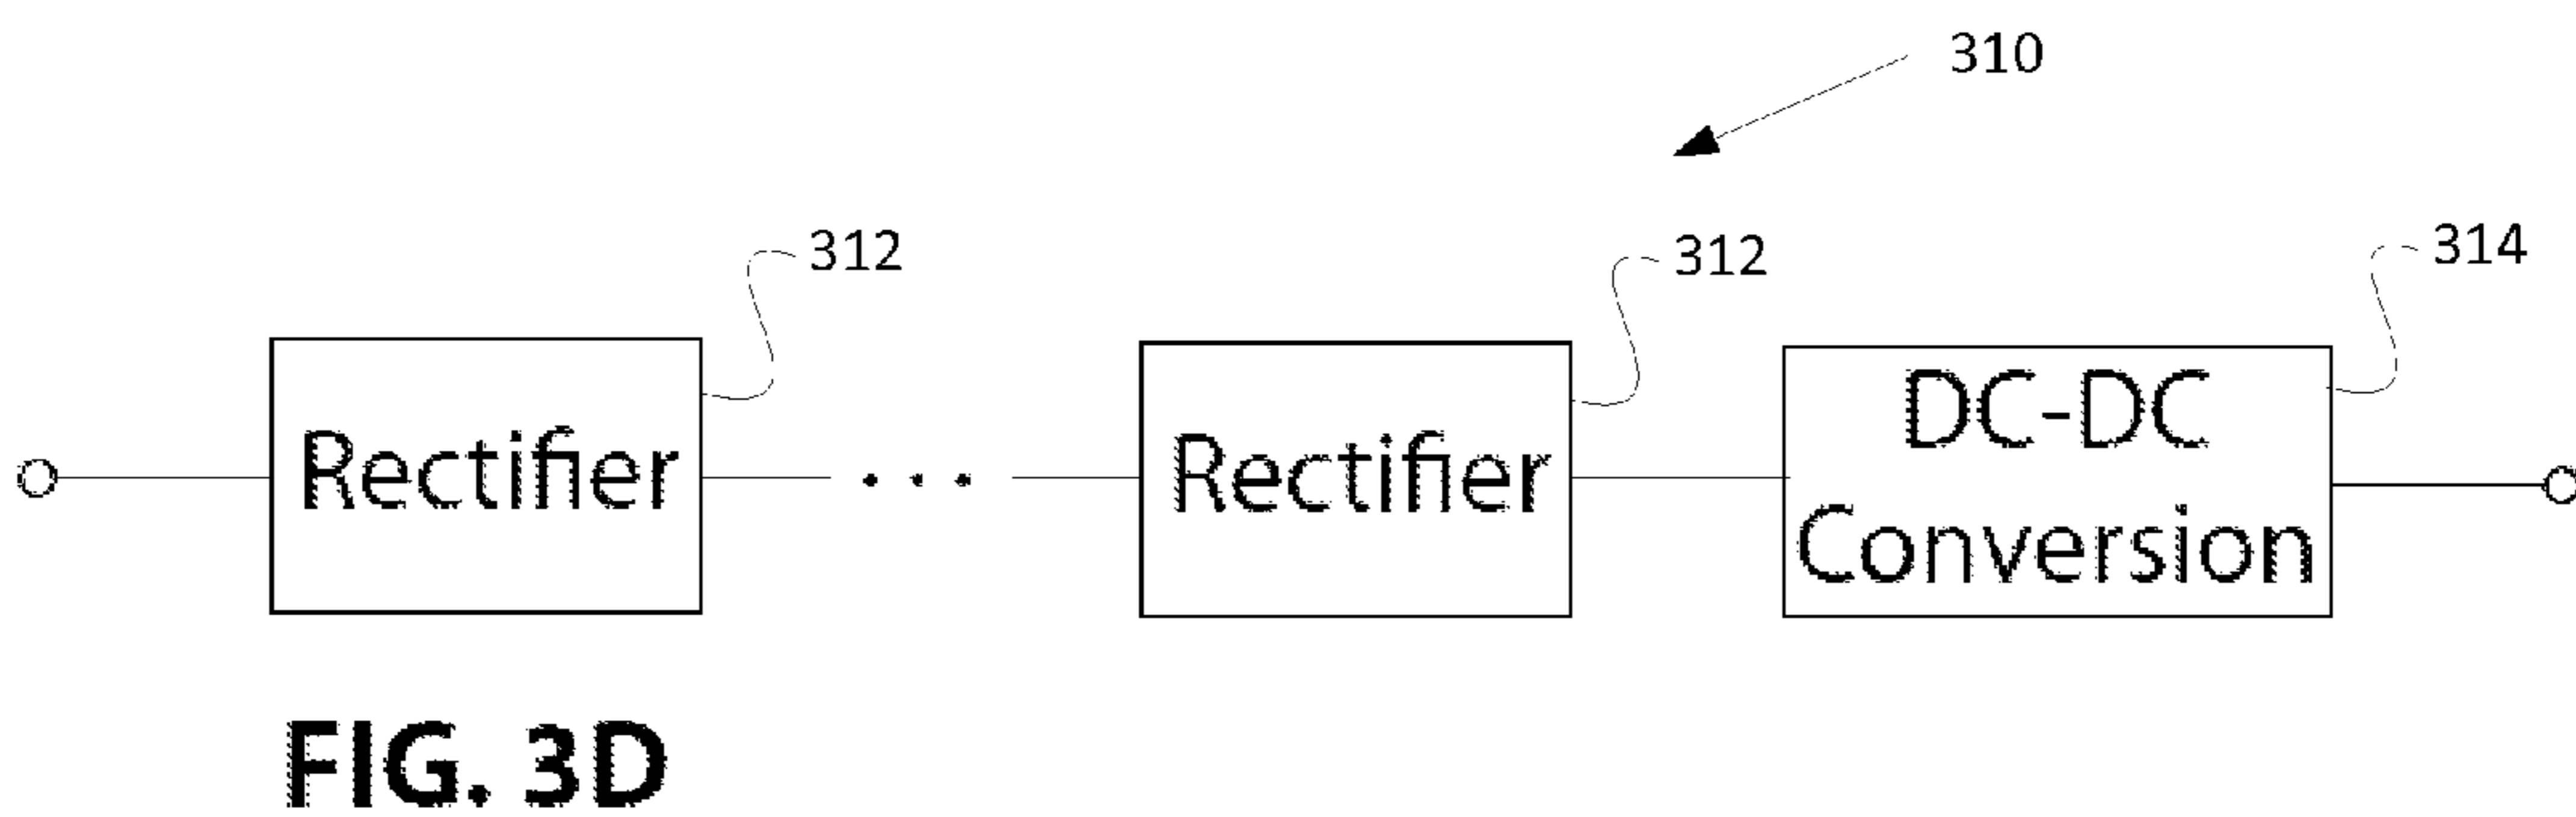 310
312
312
314
Rectifier
. . .
Rectifier
DC-DC
Conversion
FIG. 3D